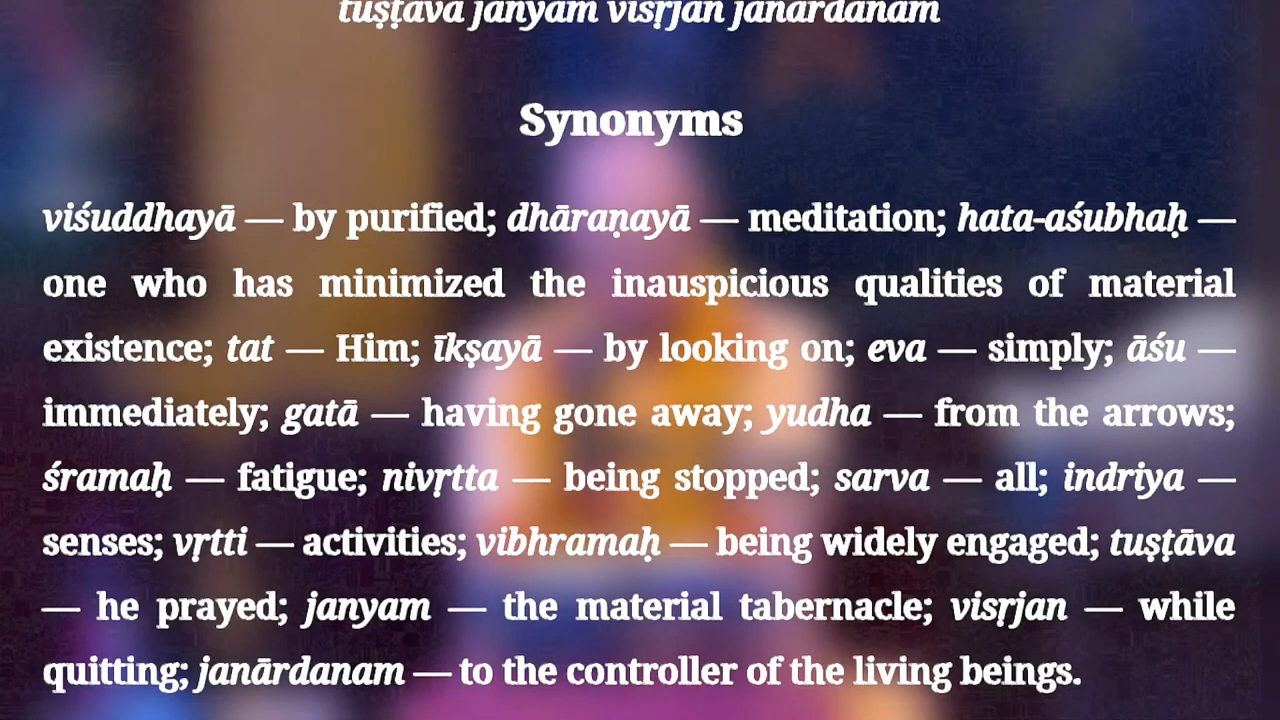 tuṣṭāva janyaṁ visṛjañ janārdanam
Synonyms
viśuddhayā — by purified; dhāraṇayā — meditation; hata-aśubhaḥ —
one who has minimized the inauspicious qualities of material
existence; tat — Him; īkṣayā — by looking on; eva — simply; āśu —
immediately; gatā — having gone away; yudha — from the arrows;
śramaḥ — fatigue; nivṛtta — being stopped; sarva — all; indriya —
senses; vṛtti — activities; vibhramaḥ — being widely engaged; tuṣṭāva
— he prayed; janyam — the material tabernacle; visṛjan — while
quitting; janārdanam — to the controller of the living beings.